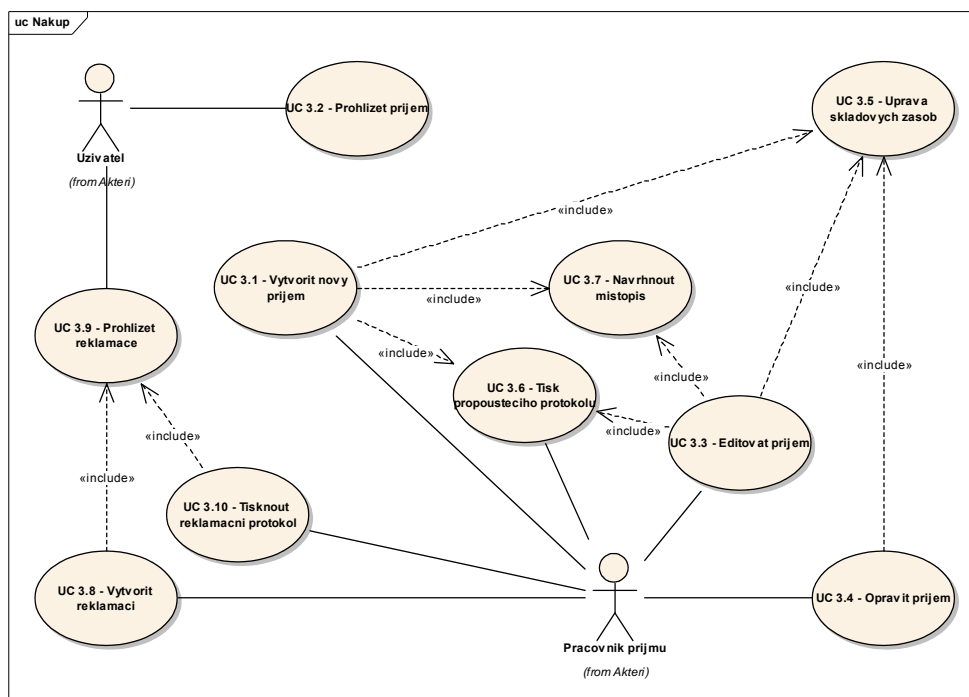 uc Nakup
UC 3.2 - Prohlizet prijem
UC 3.5 - Uprava
skladovych zasob
Uzivatel
(from Akteri)
«include»
UC 3.1 - Vytvorit novy
prijem
UC 3.7 - Navrhnout
mistopis
«include»
«include»
UC 3.9 - Prohlizet
reklamace
«include»
«include»
«include»
UC 3.6 - Tisk
propousteciho protokolu
«include»
UC 3.3 - Editovat prijem
«include»
«include»
UC 3.10 - Tisknout
reklamacni protokol
UC 3.8 - Vytvorit
reklamaci
UC 3.4 - Opravit prijem
Pracovnik prijmu
(from Akteri)